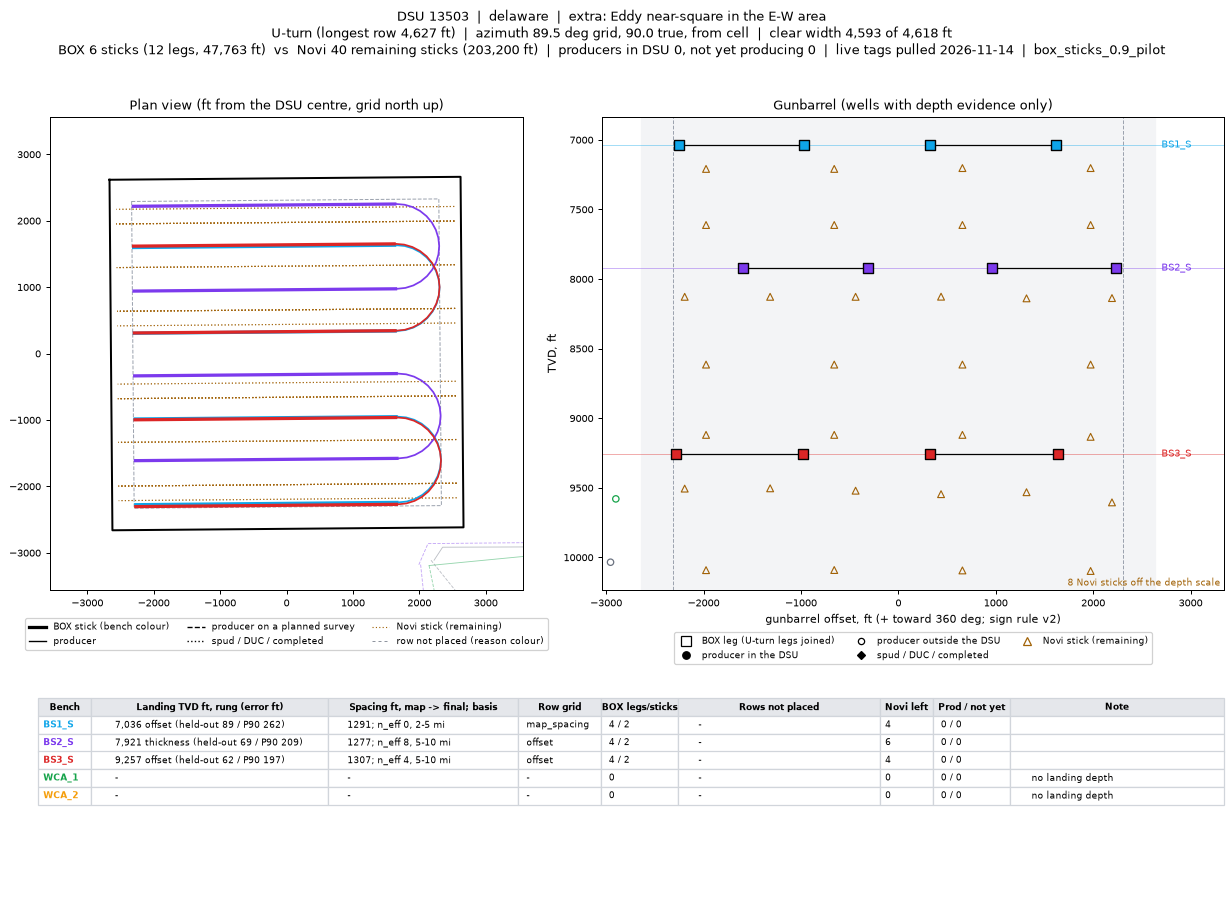 DSU 13503 | delaware | extra: Eddy near-square in the E-W area
U-turn (longest row 4,627 ft) | azimuth 89.5 deg grid, 90.0 true, from cell | clear width 4,593 of 4,618 ft
BOX 6 sticks (12 legs, 47,763 ft) vs Novi 40 remaining sticks (203,200 ft) | producers in DSU 0, not yet producing 0 | live tags pulled 2026-11-14 | box_sticks_0.9_pilot
Plan view (ft from the DSU centre, grid north up)
3000
2000
1000
0
−1000
−2000
−3000
−3000 −2000 −1000 0 1000 2000 3000
BOX stick (bench colour)
producer
producer on a planned survey
spud / DUC / completed
Novi stick (remaining)
row not placed (reason colour)
Gunbarrel (wells with depth evidence only)
TVD, ft
7000
7500
8000
8500
9000
9500
10000
BS1_S
BS2_S
BS3_S
8 Novi sticks off the depth scale
−3000 −2000 −1000 0 1000 2000 3000
gunbarrel offset, ft (+ toward 360 deg; sign rule v2)
BOX leg (U-turn legs joined)
producer in the DSU
producer outside the DSU
spud / DUC / completed
Novi stick (remaining)
Bench Landing TVD ft, rung (error ft) Spacing ft, map -> final; basis Row grid BOX legs/sticks Rows not placed Novi left Prod / not yet Note
BS1_S 7,036 offset (held-out 89 / P90 262) 1291; n_eff 0, 2-5 mi map_spacing 4 / 2 - 4 0 / 0
BS2_S 7,921 thickness (held-out 69 / P90 209) 1277; n_eff 8, 5-10 mi offset 4 / 2 - 6 0 / 0
BS3_S 9,257 offset (held-out 62 / P90 197) 1307; n_eff 4, 5-10 mi offset 4 / 2 - 4 0 / 0
WCA_1 - - - 0 - 0 0 / 0 no landing depth
WCA_2 - - - 0 - 0 0 / 0 no landing depth